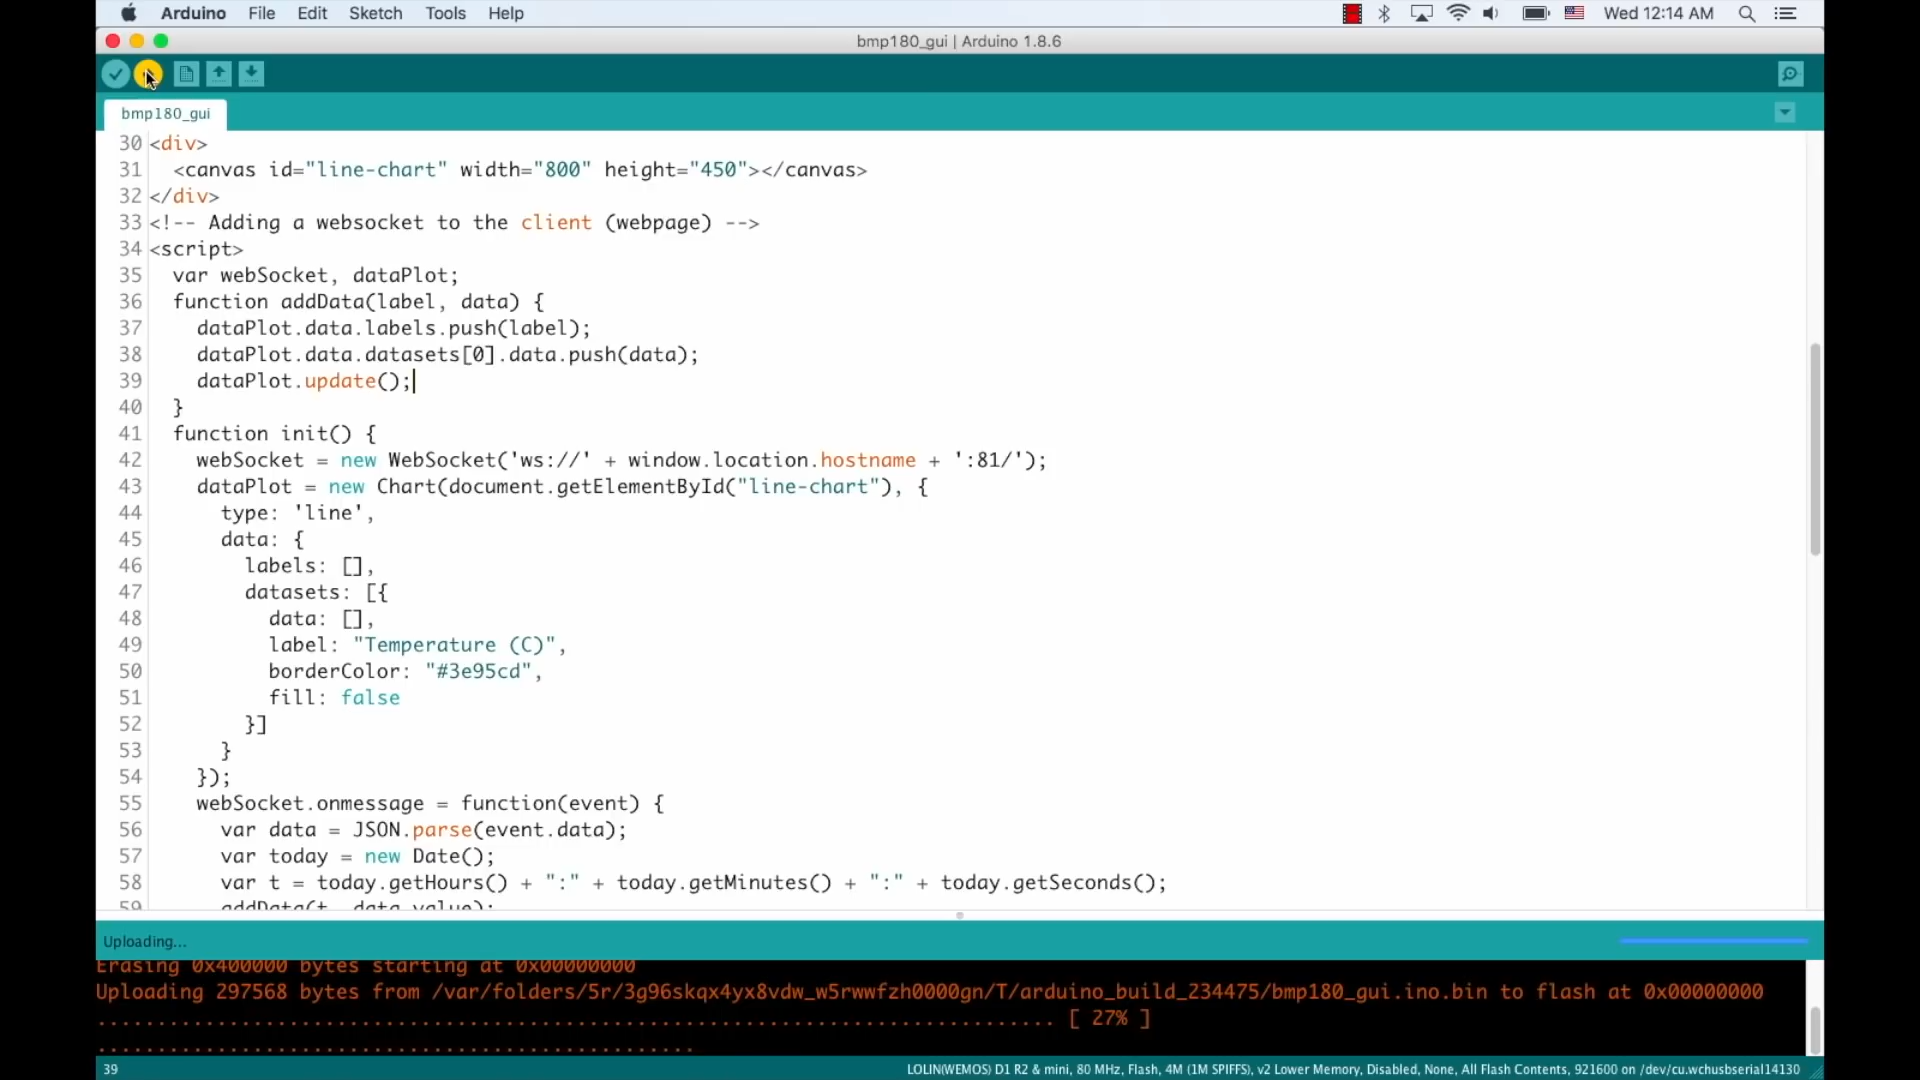 Arduino File Edit Sketch Tools Help Wed 12:14 AM
bmp180_gui | Arduino 1.8.6
bmp180_gui
30 <div>
31 <canvas id="line-chart" width="800" height="450"></canvas>
32 </div>
33 <!-- Adding a websocket to the client (webpage) -->
34 <script>
35 var webSocket, dataPlot;
36 function addData(label, data) {
37 dataPlot.data.labels.push(label);
38 dataPlot.data.datasets[0].data.push(data);
39 dataPlot.update();
40 }
41 function init() {
42 webSocket = new WebSocket('ws://' + window.location.hostname + ':81/');
43 dataPlot = new Chart(document.getElementById("line-chart"), {
44 type: 'line',
45 data: {
46 labels: [],
47 datasets: [{
48 data: [],
49 label: "Temperature (C)",
50 borderColor: "#3e95cd",
51 fill: false
52 }]
53 }
54 });
55 webSocket.onmessage = function(event) {
56 var data = JSON.parse(event.data);
57 var today = new Date();
58 var t = today.getHours() + ":" + today.getMinutes() + ":" + today.getSeconds();
59 addData(t, data.value);
Uploading...
Erasing 0x400000 bytes starting at 0x00000000
Uploading 297568 bytes from /var/folders/5r/3g96skqx4yx8vdw_w5rwwfzh0000gn/T/arduino_build_234475/bmp180_gui.ino.bin to flash at 0x00000000
................................................................................ [ 27% ]
..................................................
39 LOLIN(WEMOS) D1 R2 & mini, 80 MHz, Flash, 4M (1M SPIFFS), v2 Lower Memory, Disabled, None, All Flash Contents, 921600 on /dev/cu.wchusbserial14130